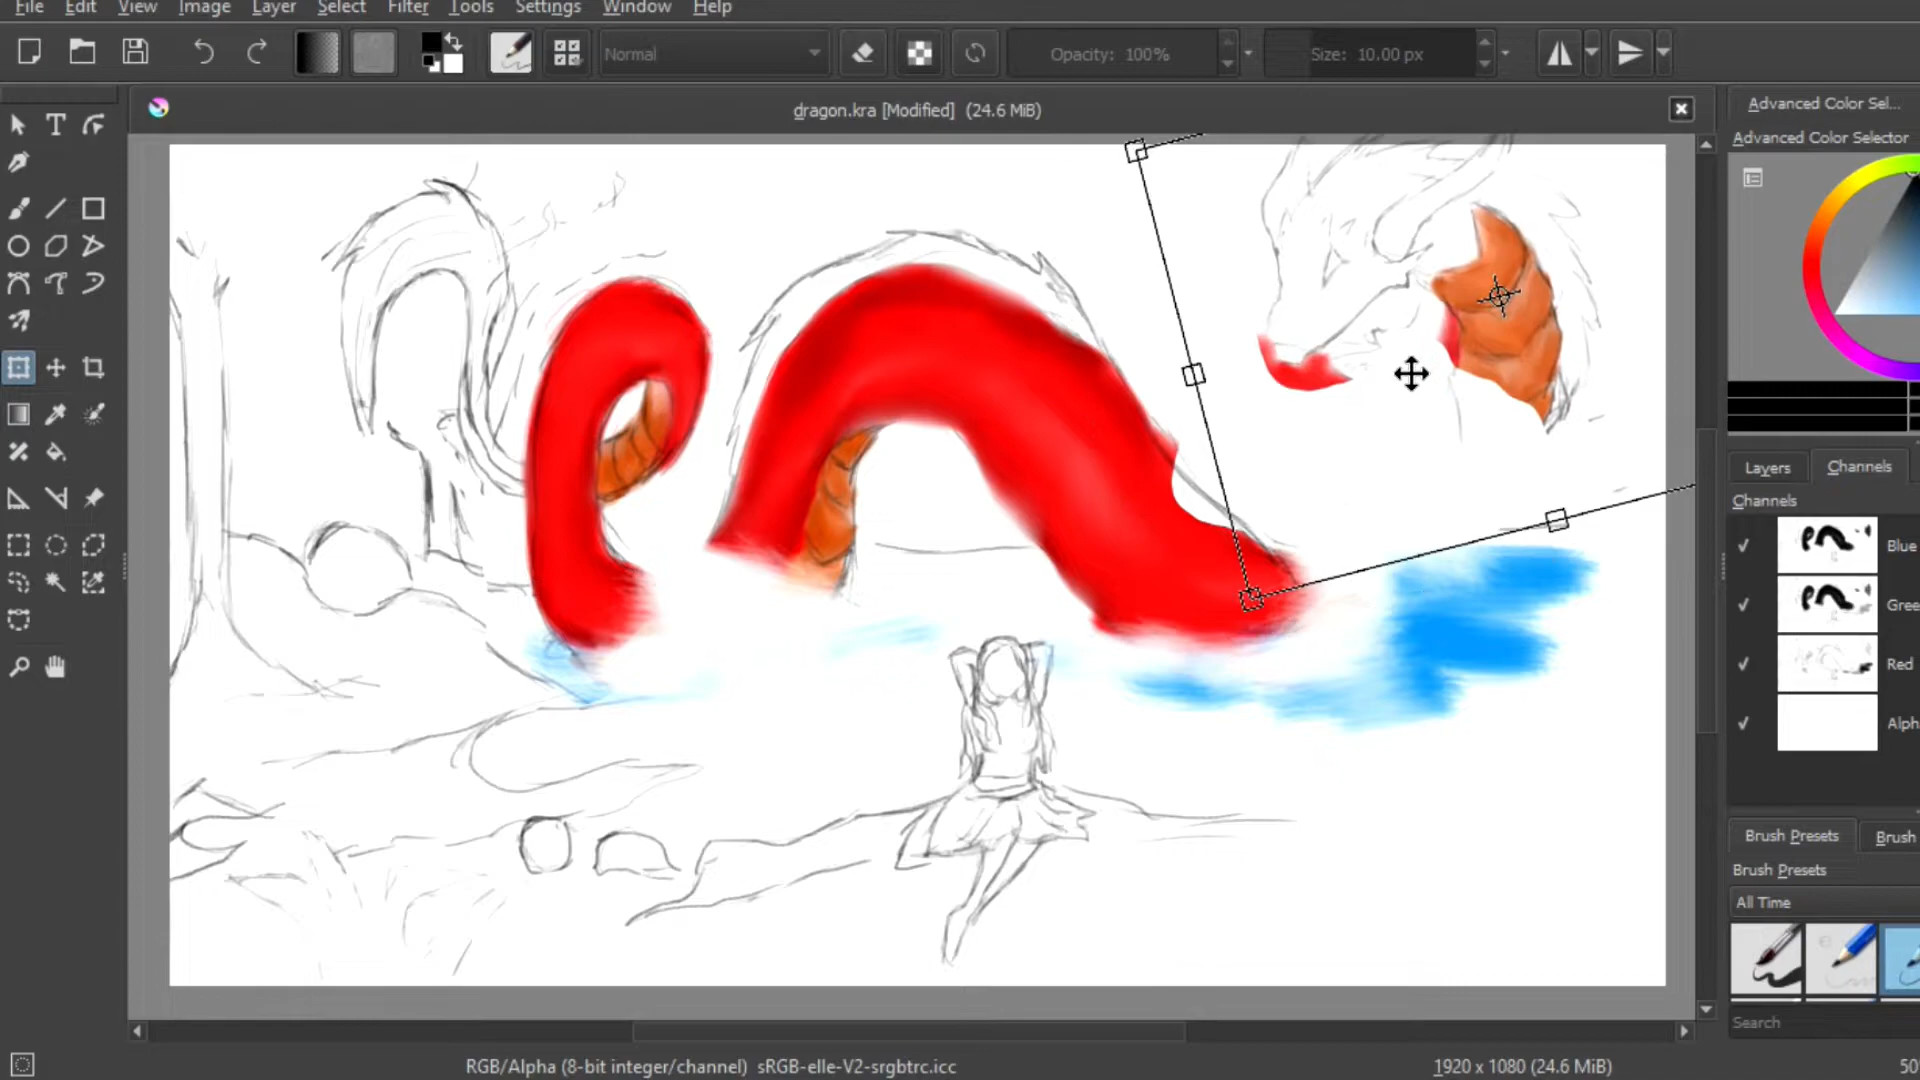 File Edit View Image Layer Select Filter Tools Settings Window Help
Normal Opacity: 100% Size: 10.00 px
dragon.kra [Modified] (24.6 MiB)
Advanced Color Sel...
Advanced Color Selector
Layers Channels
Channels
Blue
Gree
Red
Alph
Brush Presets Brush
Brush Presets
All Time
Search
RGB/Alpha (8-bit integer/channel) sRGB-elle-V2-srgbtrc.icc 1920 x 1080 (24.6 MiB) 50